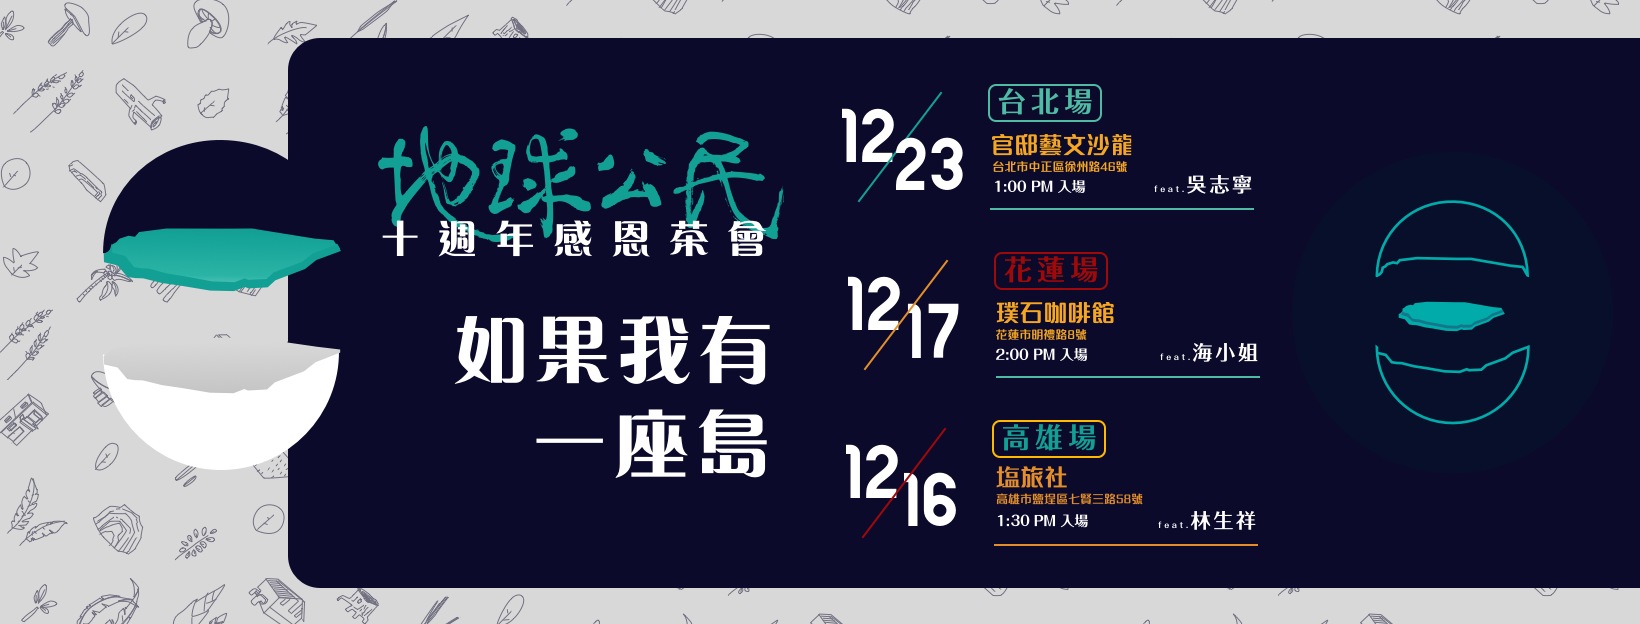 地球公民
十週年感恩茶會
如果我有
一座島
12/23
台北場
官邸藝文沙龍
台北市中正區徐州路46號
1:00 PM 入場
feat.吳志寧
12/17
花蓮場
璞石咖啡館
花蓮市明禮路8號
2:00 PM 入場
feat.海小姐
12/16
高雄場
塩旅社
高雄市鹽埕區七賢三路58號
1:30 PM 入場
feat.林生祥